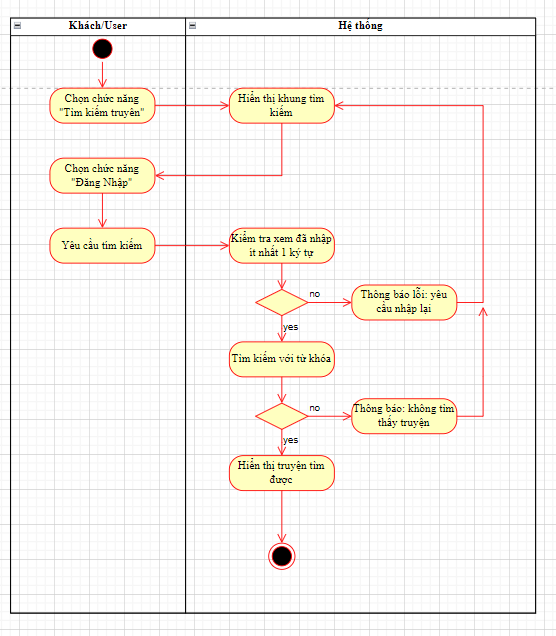 Khách/User
Hệ thống
Chọn chức năng
"Tìm kiếm truyện"
Hiển thị khung tìm
kiếm
Chọn chức năng
"Đăng Nhập"
Yêu cầu tìm kiếm
Kiểm tra xem đã nhập
ít nhất 1 ký tự
no
Thông báo lỗi: yêu
cầu nhập lại
yes
Tìm kiếm với từ khóa
no
Thông báo: không tìm
thấy truyện
yes
Hiển thị truyện tìm
được